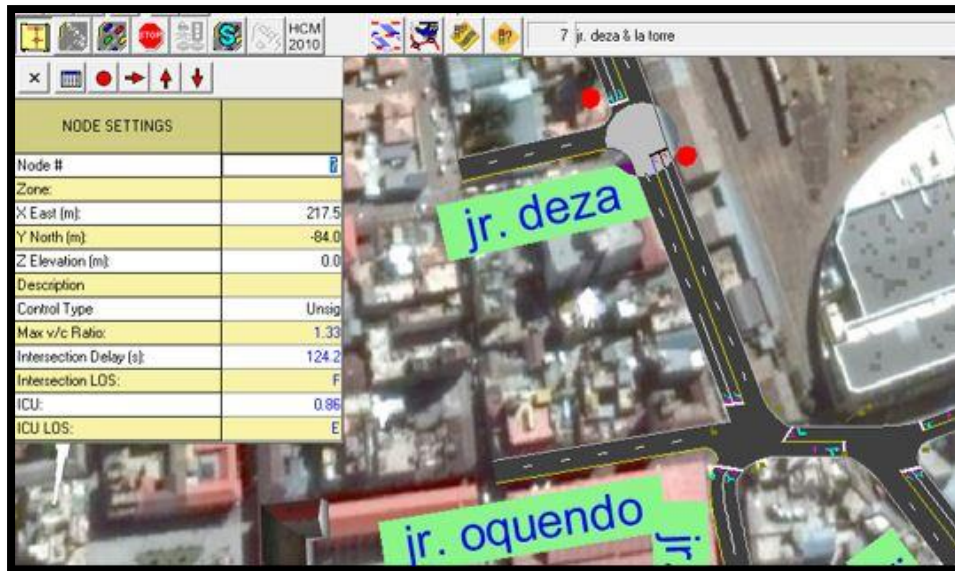 STOP
HCM
2010
#?
7 jr. deza & la torre
NODE SETTINGS
Node # 7
Zone:
X East (m): 217.5
Y North (m): -84.0
Z Elevation (m): 0.0
Description
Control Type Unsig
Max v/c Ratio: 1.33
Intersection Delay (s): 124.2
Intersection LOS: F
ICU: 0.86
ICU LOS: E
jr. deza
jr. oquendo
jr.